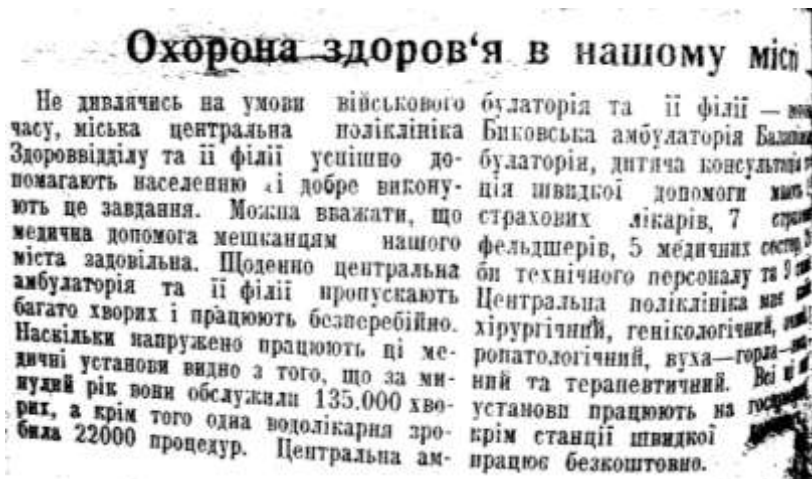 Охорона здоров'я в нашому
Не дивлячись на умови військового
часу, міська центральна поліклініка
Здороввідділу та її філії успішно до-
помагають населенню і добре викону-
ють це завдання. Можна вважати, що
медична допомога мешканцям нашого
міста задовільна. Щоденно центральна
амбулаторія та її філії пропускають
багато хворих і працюють безперебійно.
Наскільки напружено працюють ці ме-
дичні установи видно з того, що за ми-
нулий рік вони обслужили 135.000 хво-
рих, а крім того одна водолікарня зро-
била 22000 процедур. Центральна ам-
булаторія та її філії —
Биковська амбулаторія
булаторія, дитяча
ція швидкої допомоги
страхових лікарів, 7
фельдшерів, 5 медичних
би технічного персоналу та 9
Центральна поліклініка має
хірургічний, генікологічний,
ропатологічний, вуха—горла—
ний та терапевтичний. Всі
установи працюють на
крім станції швидкої
працює безкоштовно.